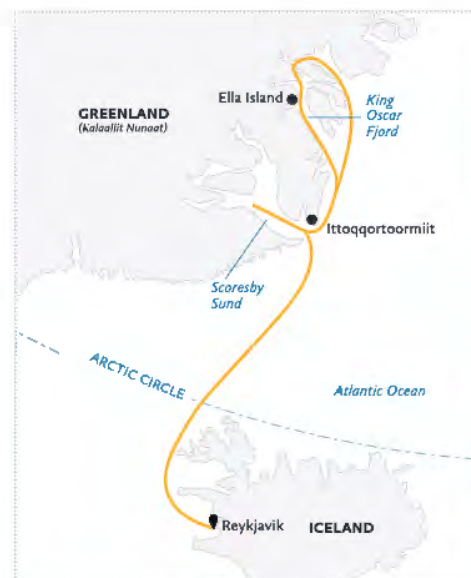 Ella Island
King
Oscar
Fjord
GREENLAND
(Kalaallit Nunaat)
Ittoqqortoormiit
Scoresby
Sund
ARCTIC CIRCLE
Atlantic Ocean
Reykjavik
ICELAND